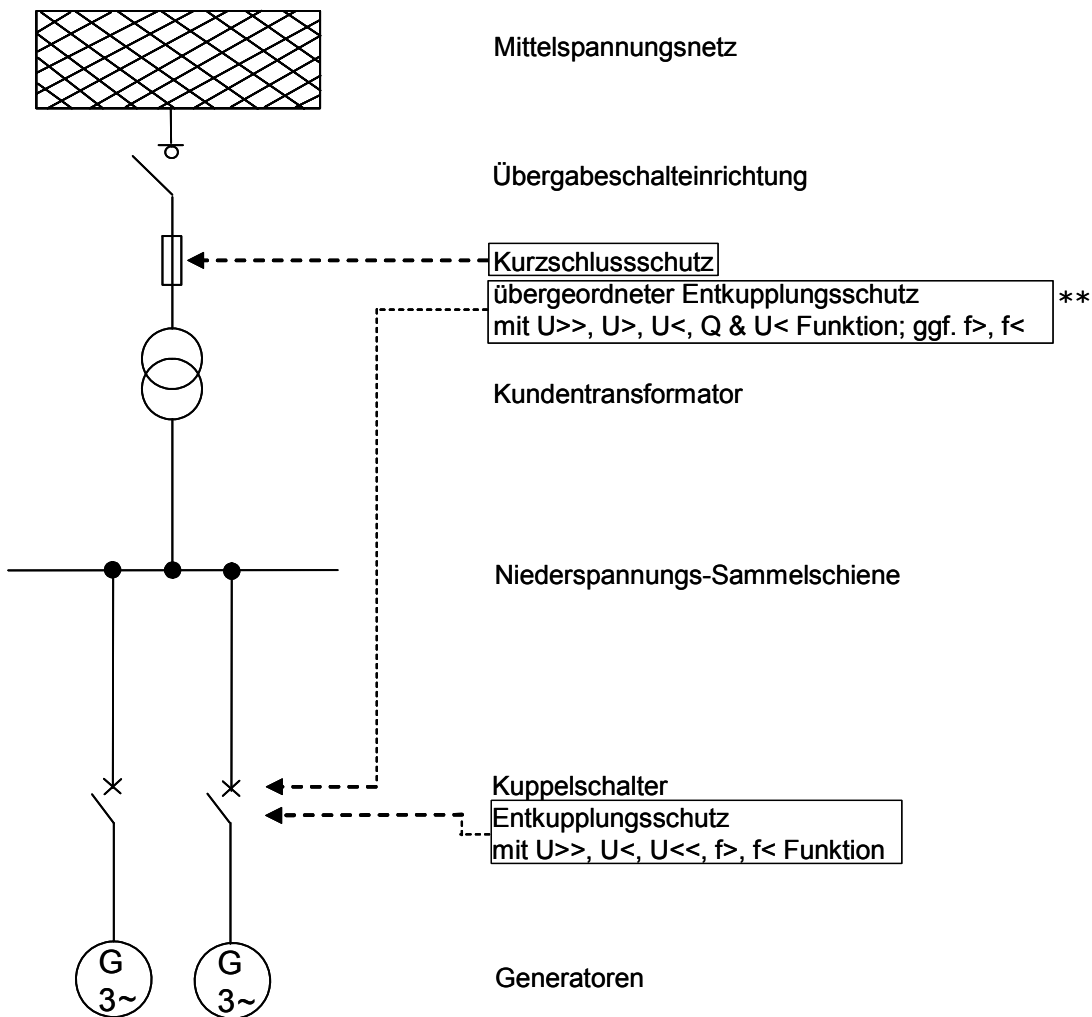 Mittelspannungsnetz
Übergabeschalteinrichtung
Kurzschlussschutz
übergeordneter Entkupplungsschutz **
mit U>>, U>, U<, Q & U< Funktion; ggf. f>, f<
Kundentransformator
Niederspannungs-Sammelschiene
Kuppelschalter
Entkupplungsschutz
mit U>>, U<, U<<, f>, f< Funktion
G
3~
G
3~
Generatoren